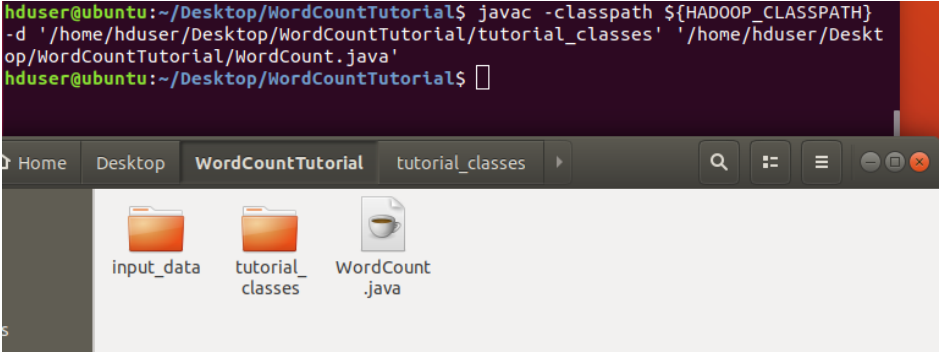 hduser@ubuntu:~/Desktop/WordCountTutorial$ javac -classpath ${HADOOP_CLASSPATH}
-d '/home/hduser/Desktop/WordCountTutorial/tutorial_classes' '/home/hduser/Deskt
op/WordCountTutorial/WordCount.java'
hduser@ubuntu:~/Desktop/WordCountTutorial$
Home Desktop WordCountTutorial tutorial_classes
input_data
tutorial_
classes
WordCount
.java
s